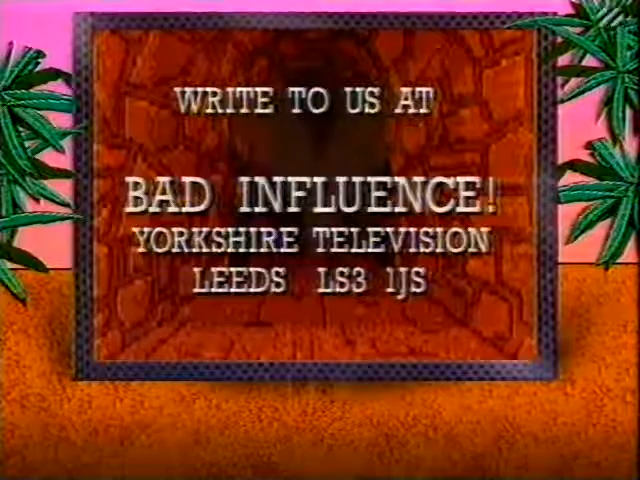 WRITE TO US AT
BAD INFLUENCE!
YORKSHIRE TELEVISION
LEEDS LS3 1JS